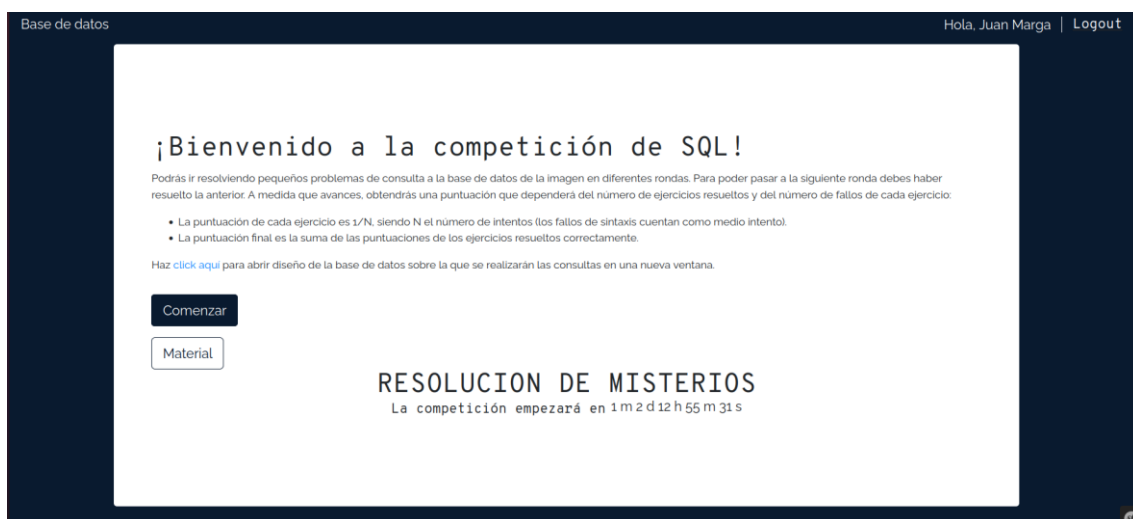 Base de datos
Hola, Juan Marga | Logout
¡Bienvenido a la competición de SQL!
Podrás ir resolviendo pequeños problemas de consulta a la base de datos de la imagen en diferentes rondas. Para poder pasar a la siguiente ronda debes haber
resuelto la anterior. A medida que avances, obtendrás una puntuación que dependerá del número de ejercicios resueltos y del número de fallos de cada ejercicio:
• La puntuación de cada ejercicio es 1/N, siendo N el número de intentos (los fallos de sintaxis cuentan como medio intento).
• La puntuación final es la suma de las puntuaciones de los ejercicios resueltos correctamente.
Haz click aquí para abrir diseño de la base de datos sobre la que se realizarán las consultas en una nueva ventana.
Comenzar
Material
RESOLUCION DE MISTERIOS
La competición empezará en 1 m 2 d 12 h 55 m 31 s